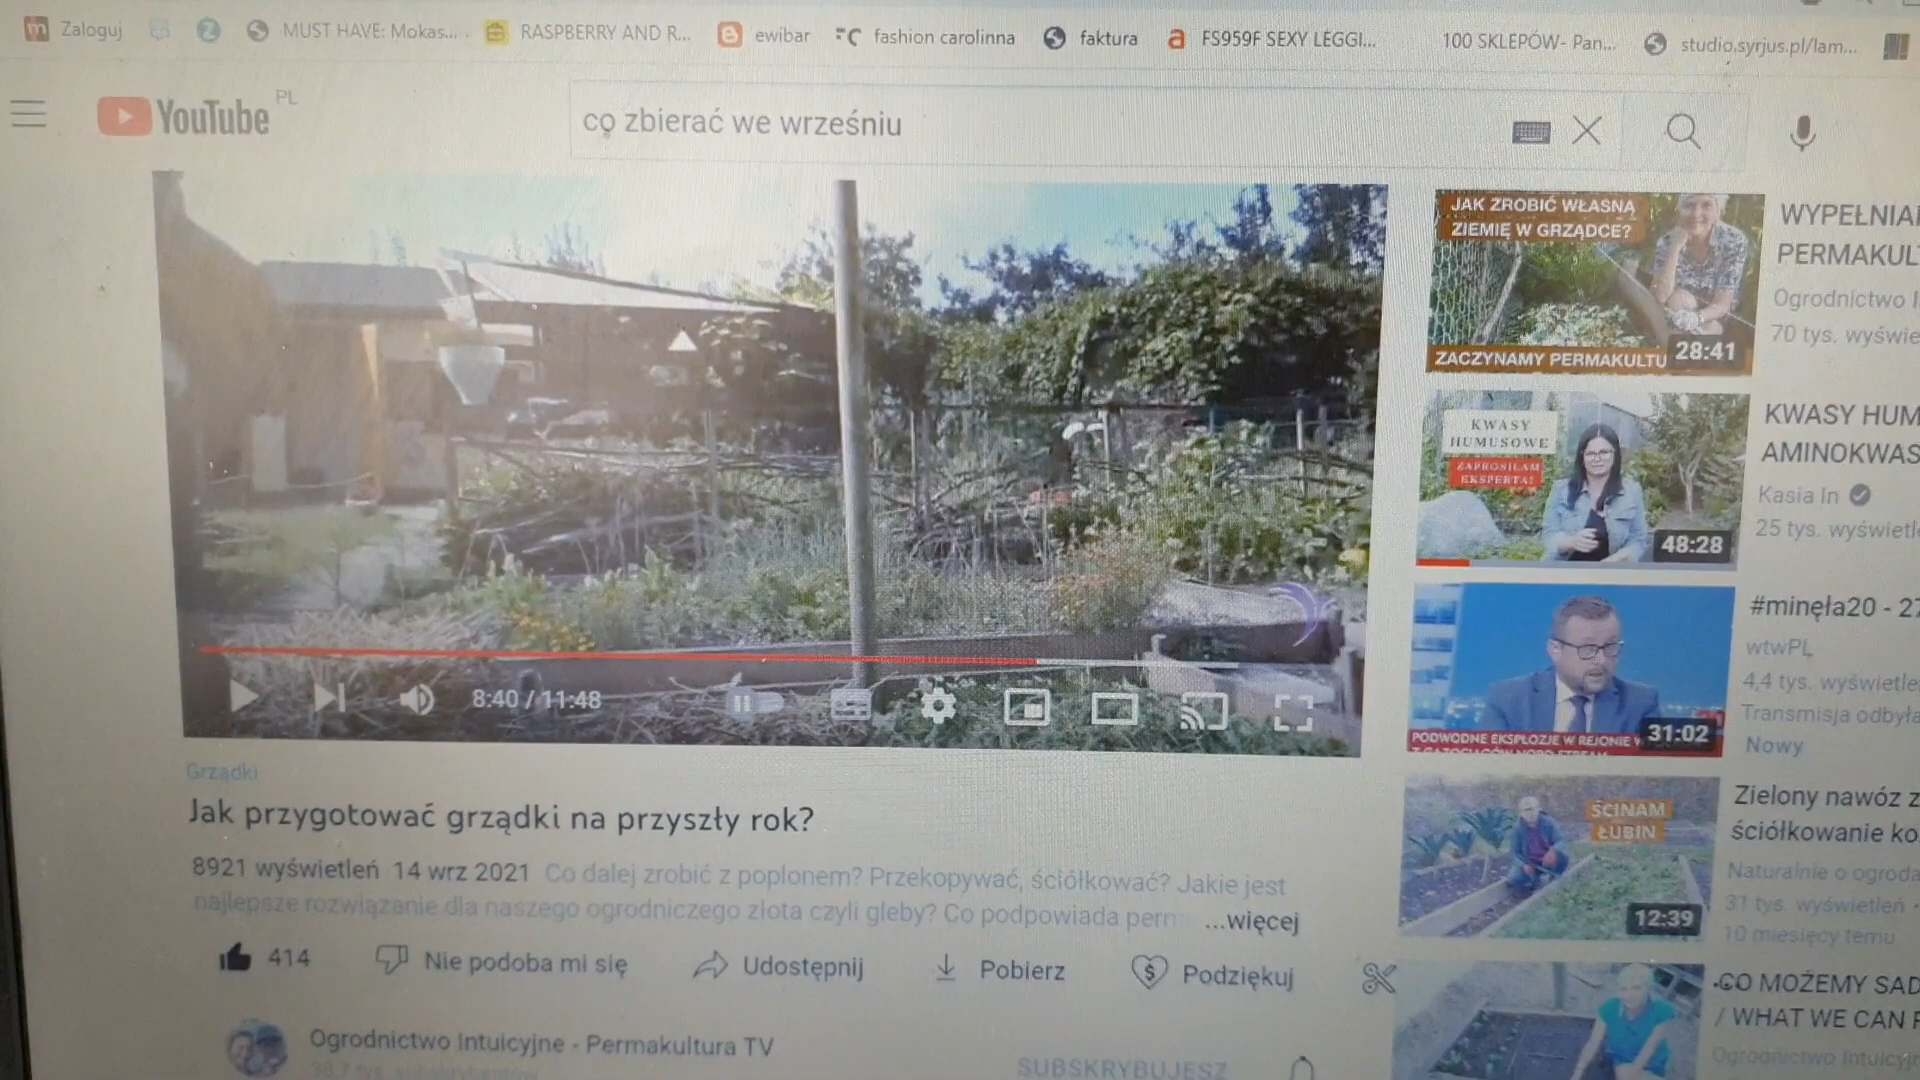 Zaloguj
MUST HAVE: Mokas...
RASPBERRY AND R...
ewibar
fashion carolinna
faktura
FS959F SEXY LEGGI...
100 SKLEPÓW- Pan...
studio.syrjus.pl/lam...
YouTube PL
co zbierać we wrześniu
JAK ZROBIĆ WŁASNĄ
ZIEMIĘ W GRZĄDCE?
ZACZYNAMY PERMAKULTU
28:41
WYPEŁNIA
PERMAKUL
Ogrodnictwo I
70 tys. wyświe
KWASY
HUMUSOWE
ZAPROSIŁAM
EKSPERTA!
48:28
KWASY HUM
AMINOKWAS
Kasia In
25 tys. wyświetl
PODWODNE EKSPLOZJE W REJONIE
31:02
#minęła20 - 27
wtwPL
4,4 tys. wyświetle
Transmisja odbyła
Nowy
ŚCINAM
ŁUBIN
12:39
Zielony nawóz z
ściółkowanie ko
Naturalnie o ogroda
31 tys. wyświetleń •
10 miesięcy temu
CO MOŻEMY SAD
/ WHAT WE CAN
Ogrodnictwo Intuicyj
8:40 / 11:48
Grządki
Jak przygotować grządki na przyszły rok?
8921 wyświetleń 14 wrz 2021 Co dalej zrobić z poplonem? Przekopywać, ściółkować? Jakie jest
najlepsze rozwiązanie dla naszego ogrodniczego złota czyli gleby? Co podpowiada perm ...więcej
414
Nie podoba mi się
Udostępnij
Pobierz
Podziękuj
Ogrodnictwo Intuicyjne - Permakultura TV
SUBSKRYBUJESZ